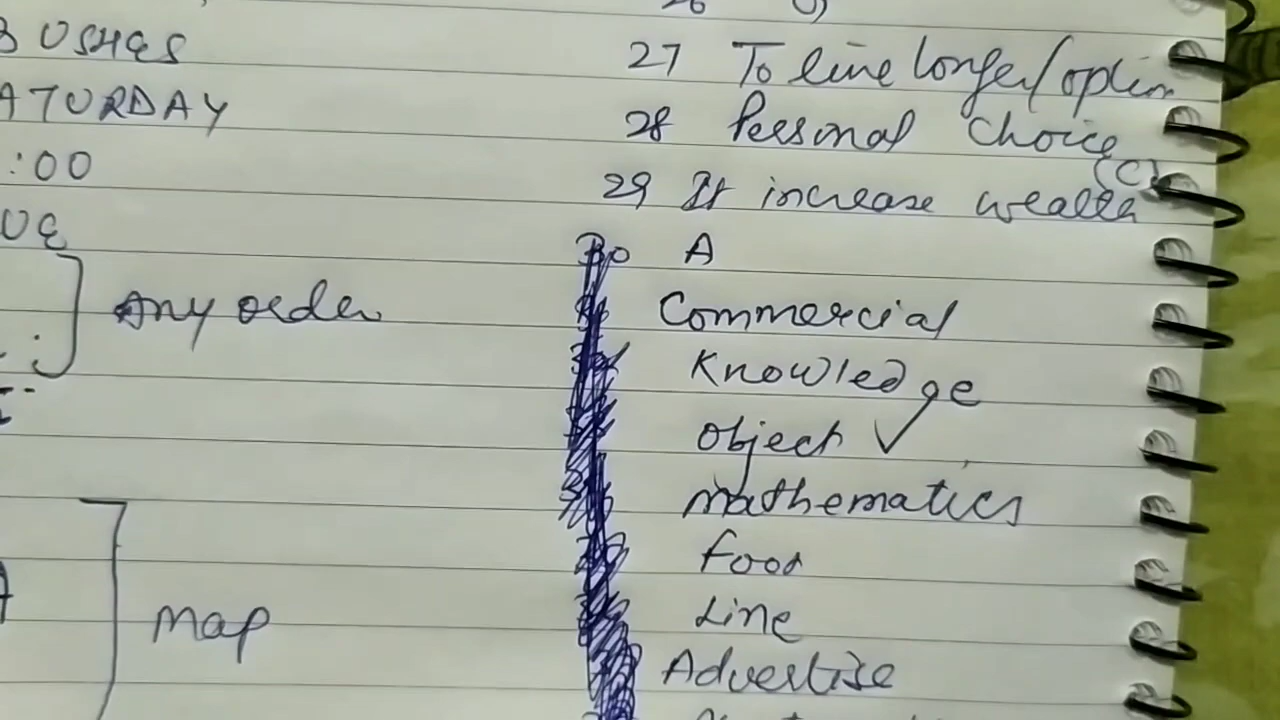 26
BUSHES
27 To live longer/option
ATURDAY
28 Personal Choice
:00
(C)
29 It increase wealth
UE
30 A
Any order
Commercial
Knowledge
Object ✓
mathematics
food
Line
map
Advertise